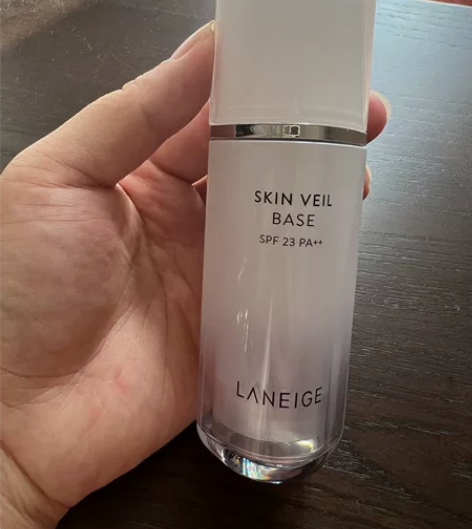 SKIN VEIL
BASE
SPF 23 PA++
LANEIGE